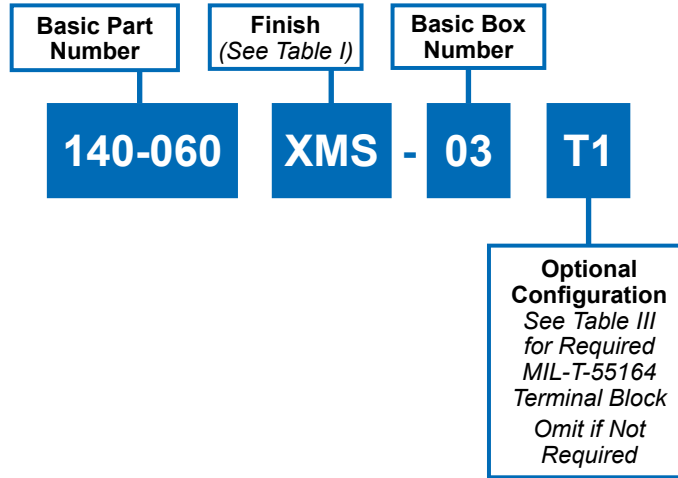 Basic Part
Number
Finish
(See Table I)
Basic Box
Number
140-060 XMS - 03 T1
Optional
Configuration
See Table III
for Required
MIL-T-55164
Terminal Block
Omit if Not
Required